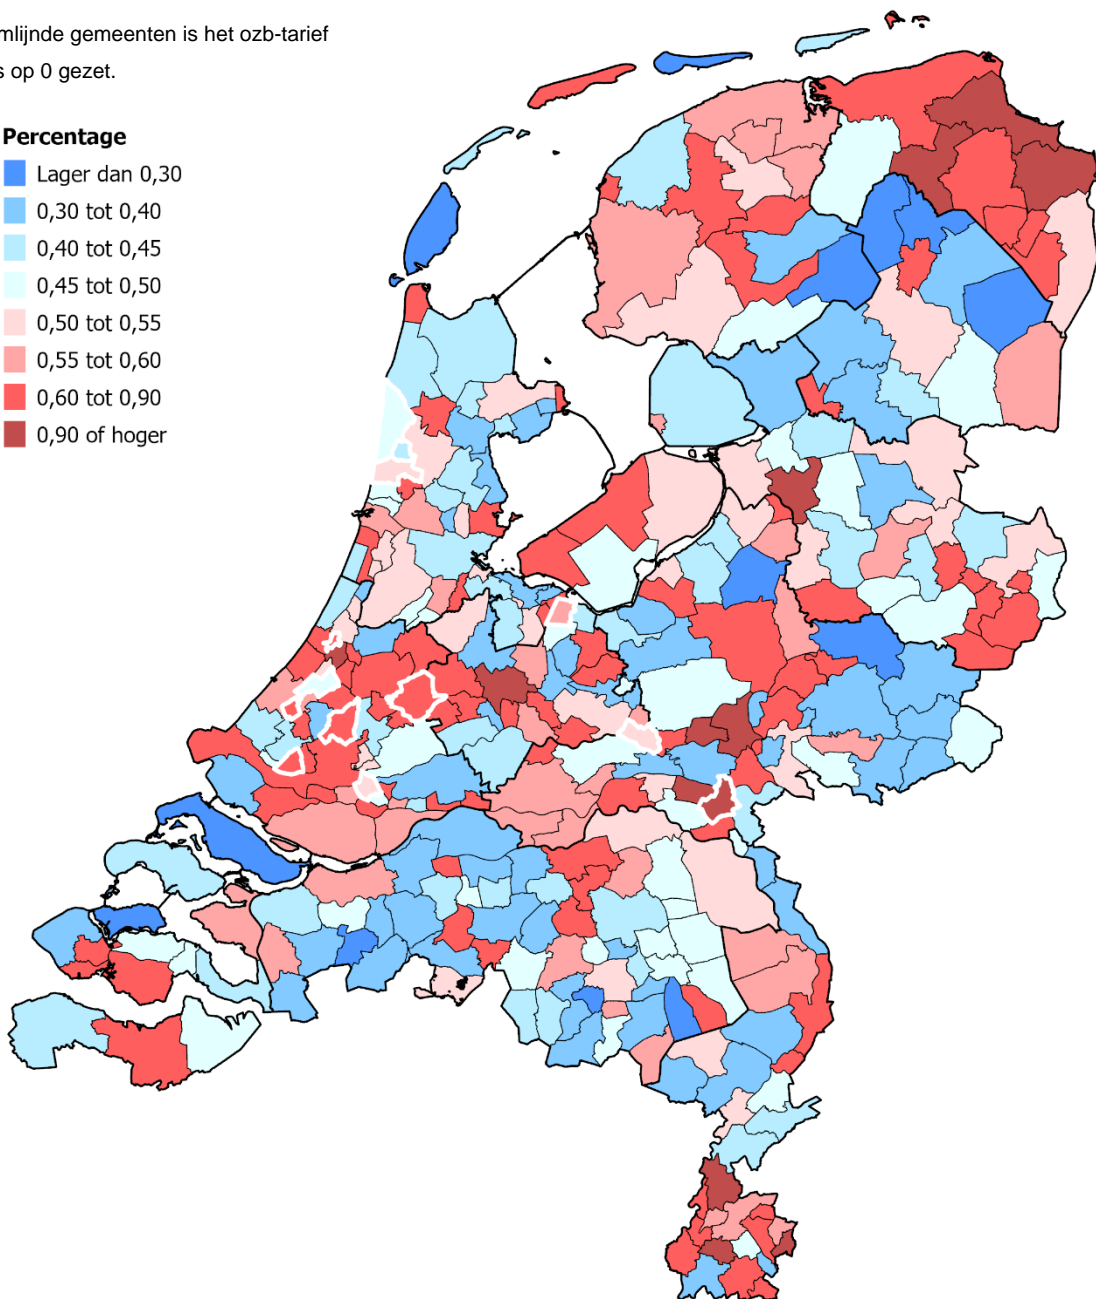 mlijnde gemeenten is het ozb-tarief
s op 0 gezet.
Percentage
Lager dan 0,30
0,30 tot 0,40
0,40 tot 0,45
0,45 tot 0,50
0,50 tot 0,55
0,55 tot 0,60
0,60 tot 0,90
0,90 of hoger